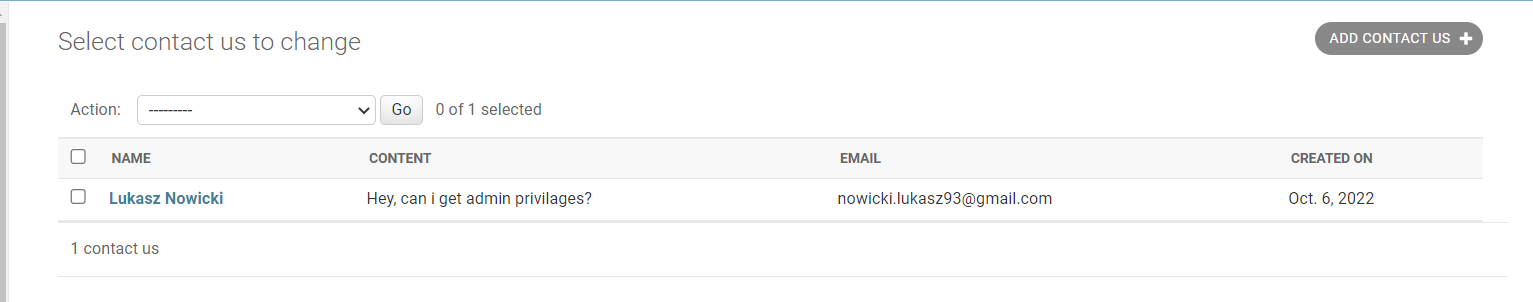 Select contact us to change
ADD CONTACT US +
Action: --------- Go 0 of 1 selected
NAME CONTENT EMAIL CREATED ON
Lukasz Nowicki Hey, can i get admin privilages? nowicki.lukasz93@gmail.com Oct. 6, 2022
1 contact us